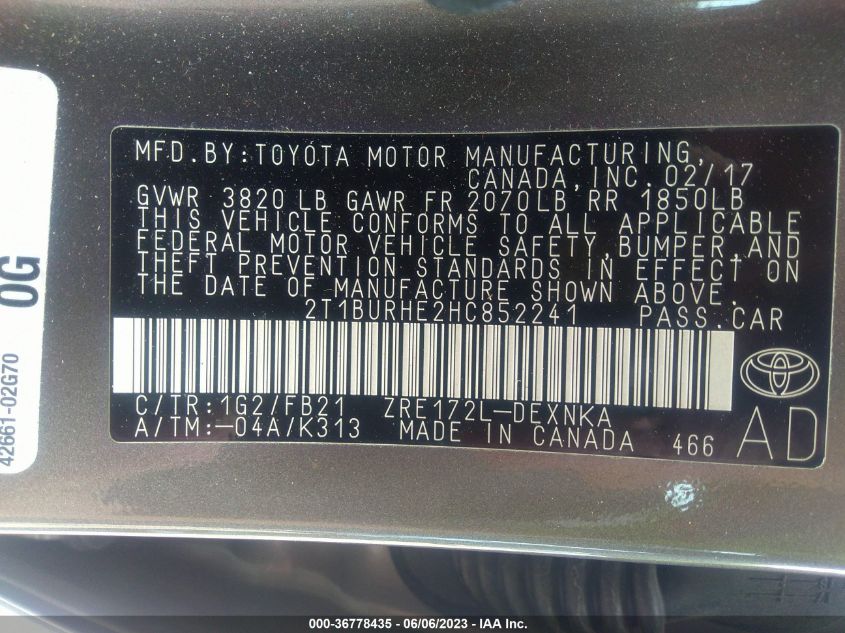 MFD.BY:TOYOTA MOTOR MANUFACTURING,
CANADA,INC.02/17
GVWR 3820 LB GAWR FR 2070LB RR 1850LB
THIS VEHICLE CONFORMS TO ALL APPLICABLE
FEDERAL MOTOR VEHICLE SAFETY,BUMPER,AND
THEFT PREVENTION STANDARDS IN EFFECT ON
THE DATE OF MANUFACTURE SHOWN ABOVE.
2T1BURHE2HC852241 PASS.CAR
C/TR:1G2/FB21 ZRE172L-DEXNKA
A/TM:-04A/K313 MADE IN CANADA 466 AD
0G
42661-02G70
000-36778435 - 06/06/2023 - IAA Inc.